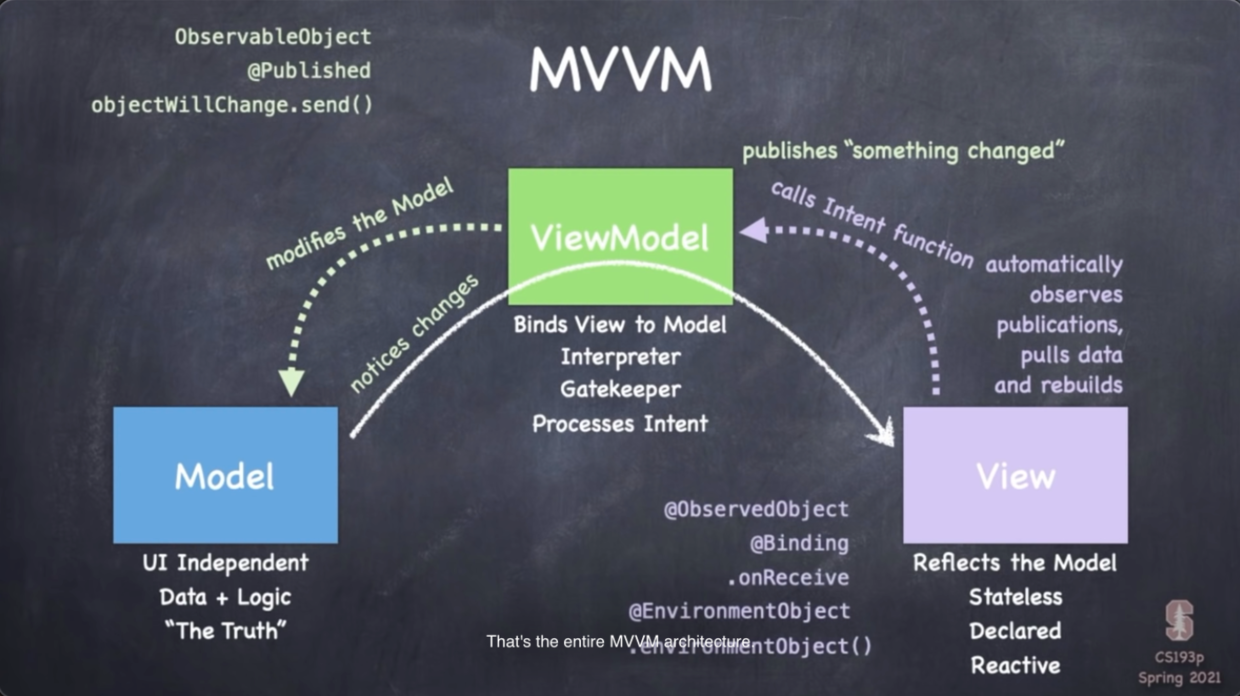 ObservableObject
@Published
objectWillChange.send()
MVVM
publishes “something changed”
modifies the Model
calls Intent function
ViewModel
notices changes
automatically
observes
publications,
pulls data
and rebuilds
Binds View to Model
Interpreter
Gatekeeper
Processes Intent
Model
View
UI Independent
Data + Logic
“The Truth”
@ObservedObject
@Binding
.onReceive
@EnvironmentObject
.environmentObject()
That's the entire MVVM architecture.
Reflects the Model
Stateless
Declared
Reactive
S
CS193p
Spring 2021